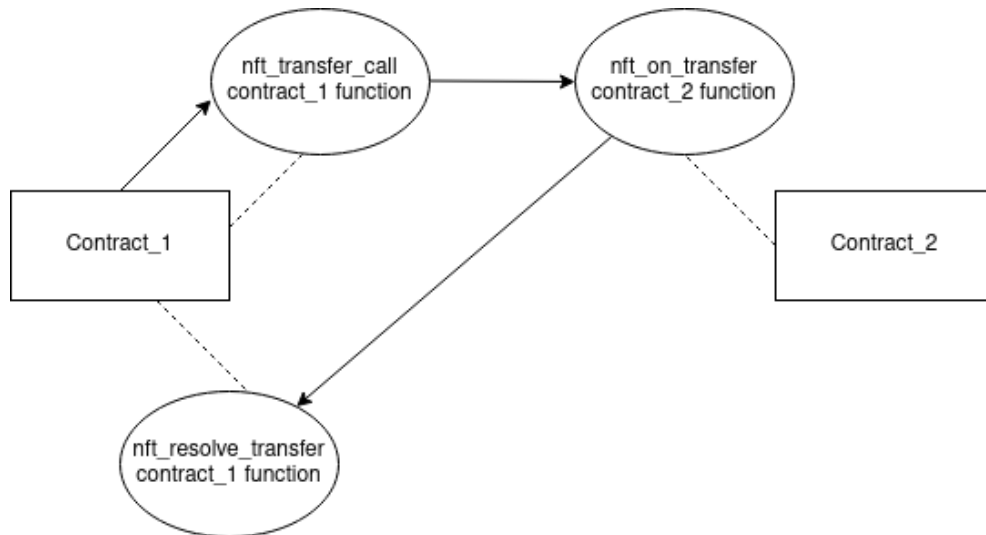 nft_transfer_call
contract_1 function
nft_on_transfer
contract_2 function
Contract_1
Contract_2
nft_resolve_transfer
contract_1 function